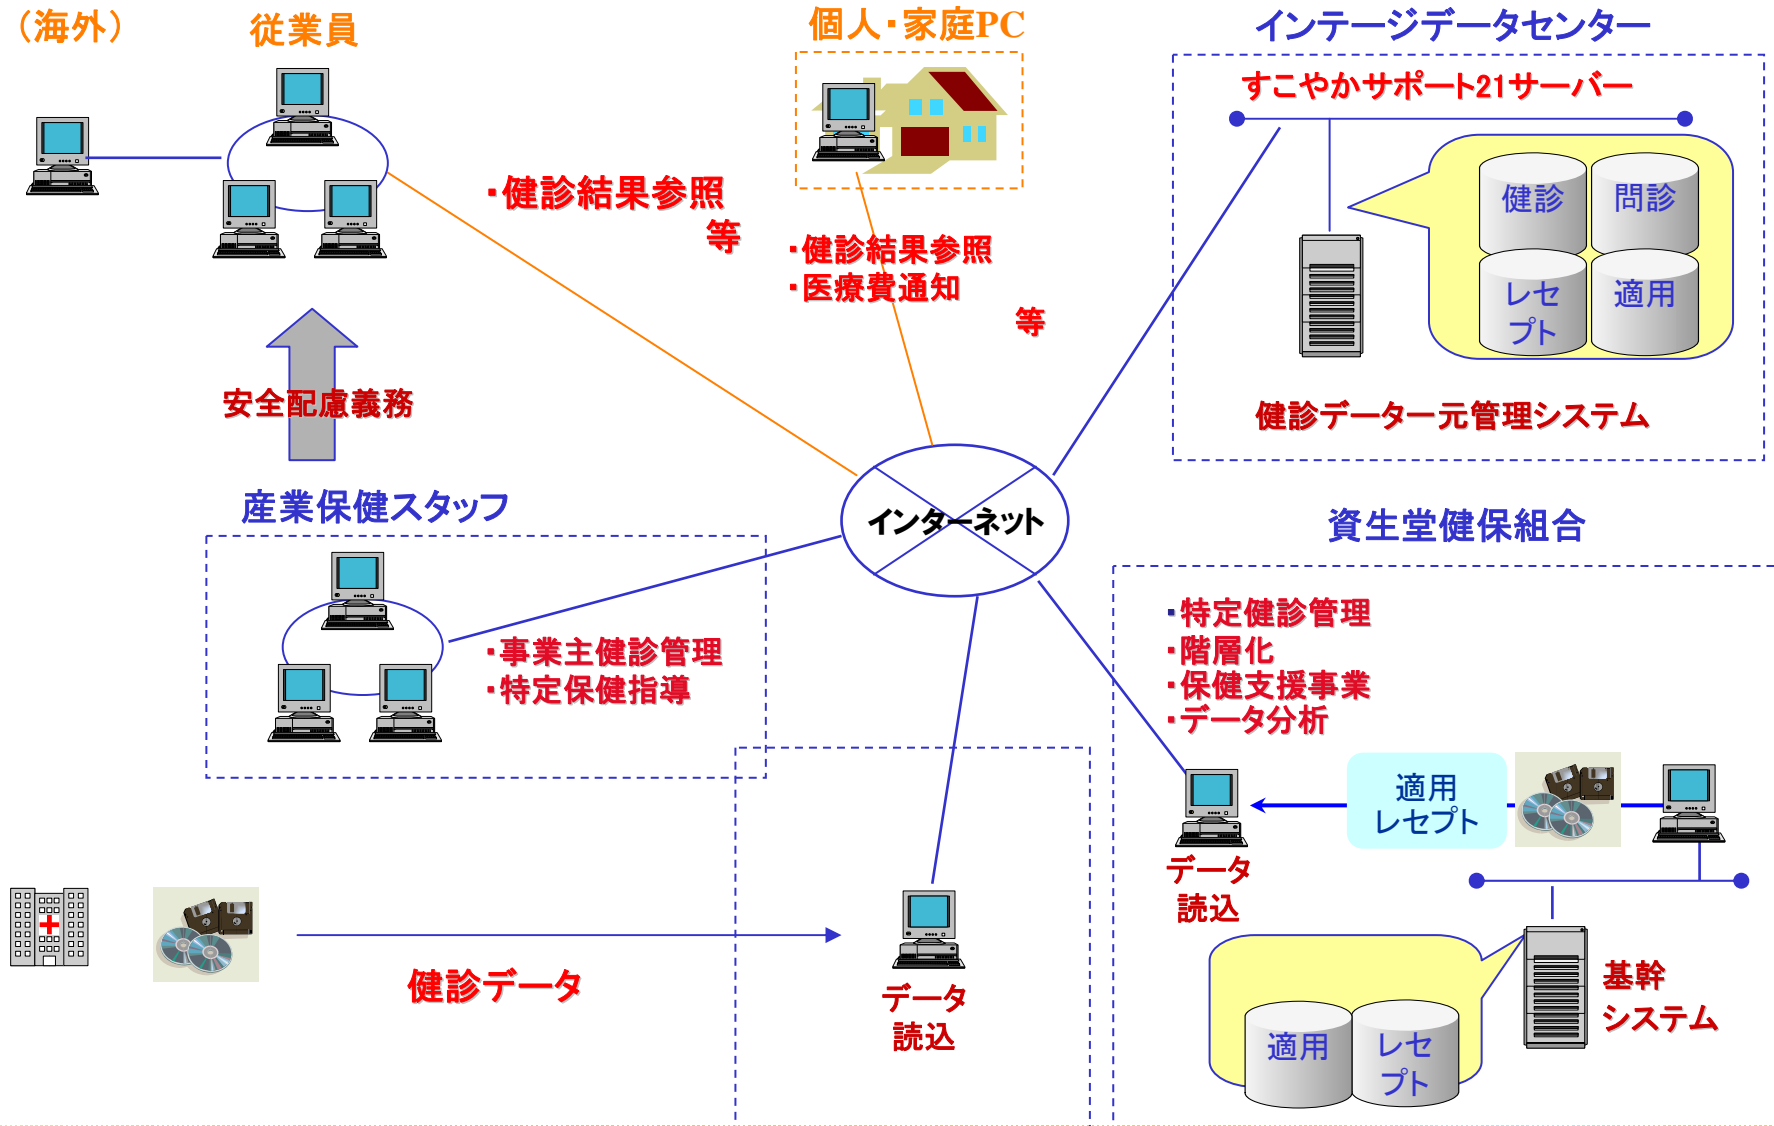 （海外）
従業員
個人・家庭PC
インテージデータセンター
すこやかサポート21サーバー
・健診結果参照
等
・健診結果参照
・医療費通知
等
健診
問診
レセ
プト
適用
健診データ一元管理システム
安全配慮義務
インターネット
産業保健スタッフ
・事業主健診管理
・特定保健指導
資生堂健保組合
・特定健診管理
・階層化
・保健支援事業
・データ分析
適用
レセプト
データ
読込
健診データ
データ
読込
基幹
システム
適用
レセ
プト